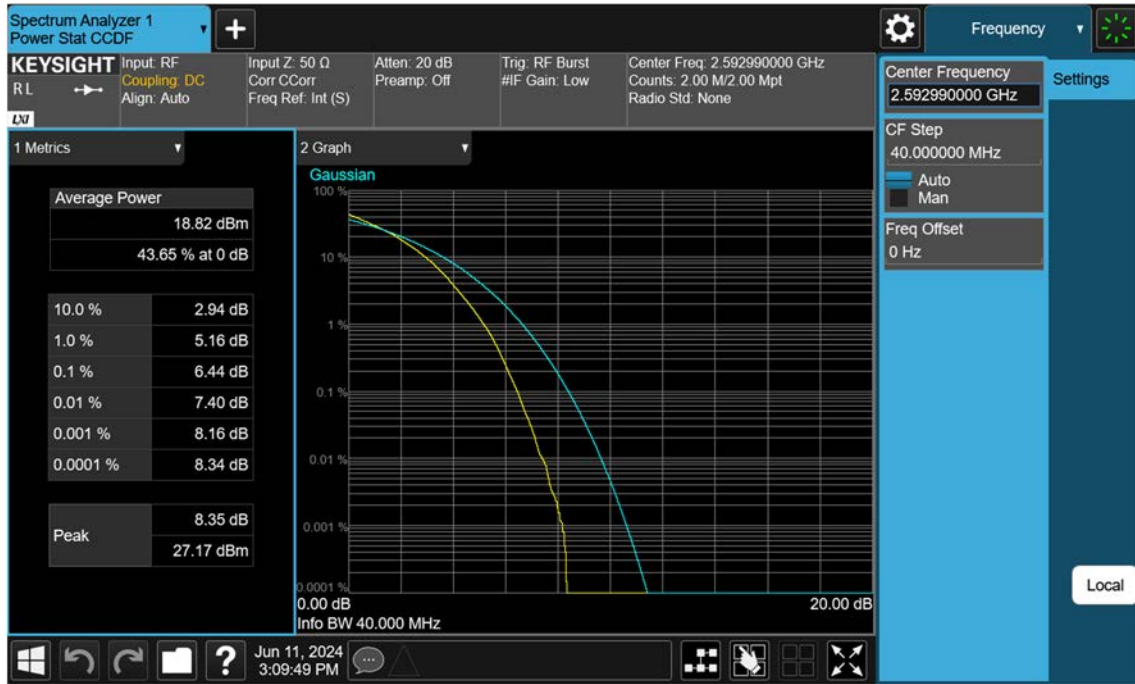 Spectrum Analyzer 1
Power Stat CCDF
+
Frequency
KEYSIGHT
RL
LXI
Input: RF
Coupling: DC
Align: Auto
Input Z: 50 Ω
Corr CCorr
Freq Ref: Int (S)
Atten: 20 dB
Preamp: Off
Trig: RF Burst
#IF Gain: Low
Center Freq: 2.592990000 GHz
Counts: 2.00 M/2.00 Mpt
Radio Std: None
Center Frequency
2.592990000 GHz
Settings
CF Step
40.000000 MHz
Auto
Man
Freq Offset
0 Hz
1 Metrics
Average Power
18.82 dBm
43.65 % at 0 dB
10.0 % 2.94 dB
1.0 % 5.16 dB
0.1 % 6.44 dB
0.01 % 7.40 dB
0.001 % 8.16 dB
0.0001 % 8.34 dB
Peak
8.35 dB
27.17 dBm
2 Graph
Gaussian
100 %
10 %
1 %
0.1 %
0.01 %
0.001 %
0.0001 %
0.00 dB 20.00 dB
Info BW 40.000 MHz
Local
?
Jun 11, 2024
3:09:49 PM